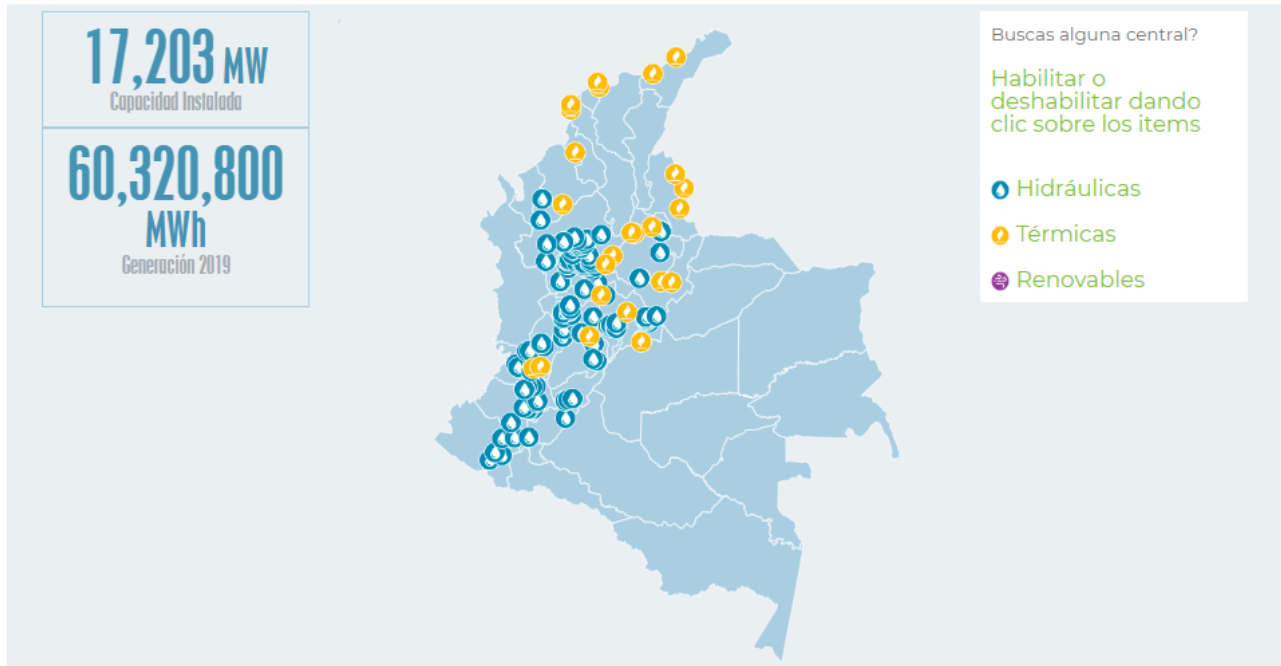 17,203 MW
Capacidad Instalada
60,320,800
MWh
Generación 2019
Buscas alguna central?
Habilitar o
deshabilitar dando
clic sobre los items
Hidráulicas
Térmicas
Renovables